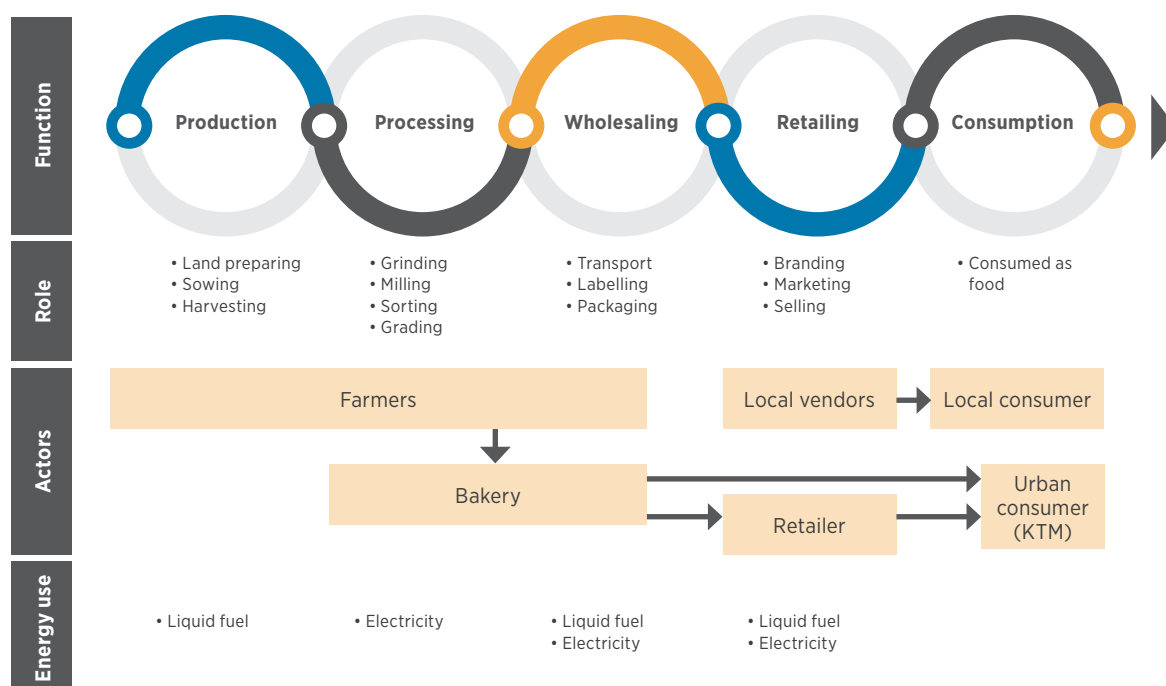 Function
Production
Processing
Wholesaling
Retailing
Consumption
Role
• Land preparing
• Sowing
• Harvesting
• Grinding
• Milling
• Sorting
• Grading
• Transport
• Labelling
• Packaging
• Branding
• Marketing
• Selling
• Consumed as
food
Actors
Farmers
Local vendors
Local consumer
Bakery
Retailer
Urban
consumer
(KTM)
Energy use
• Liquid fuel
• Electricity
• Liquid fuel
• Electricity
• Liquid fuel
• Electricity